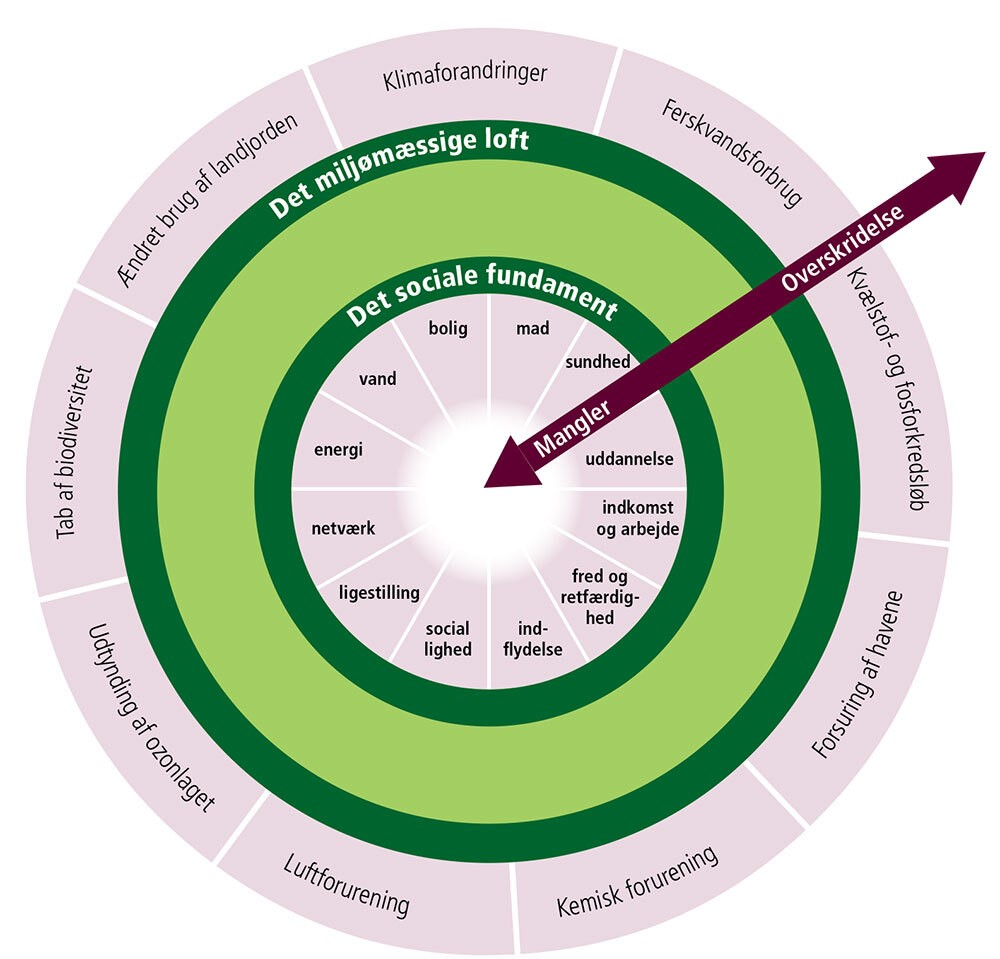 Klimaforandringer
Ferskvandsforbrug
Kvælstof- og fosforkredsløb
Forsuring af havene
Kemisk forurening
Luftforurening
Udtynding af ozonlaget
Tab af biodiversitet
Ændret brug af landjorden
Det miljømæssige loft
Det sociale fundament
Overskridelse
Mangler
mad
sundhed
uddannelse
indkomst
og arbejde
fred og
retfærdig-
hed
ind-
flydelse
social
lighed
ligestilling
netværk
energi
vand
bolig